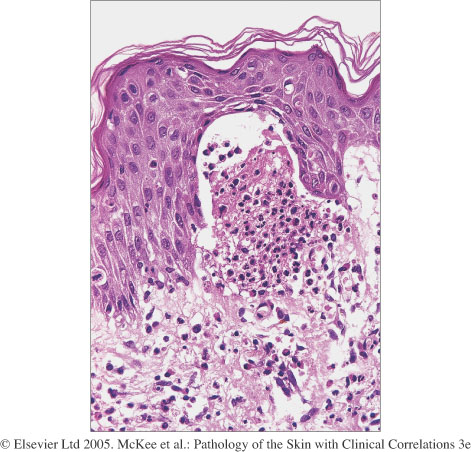 © Elsevier Ltd 2005. McKee et al.: Pathology of the Skin with Clinical Correlations 3e